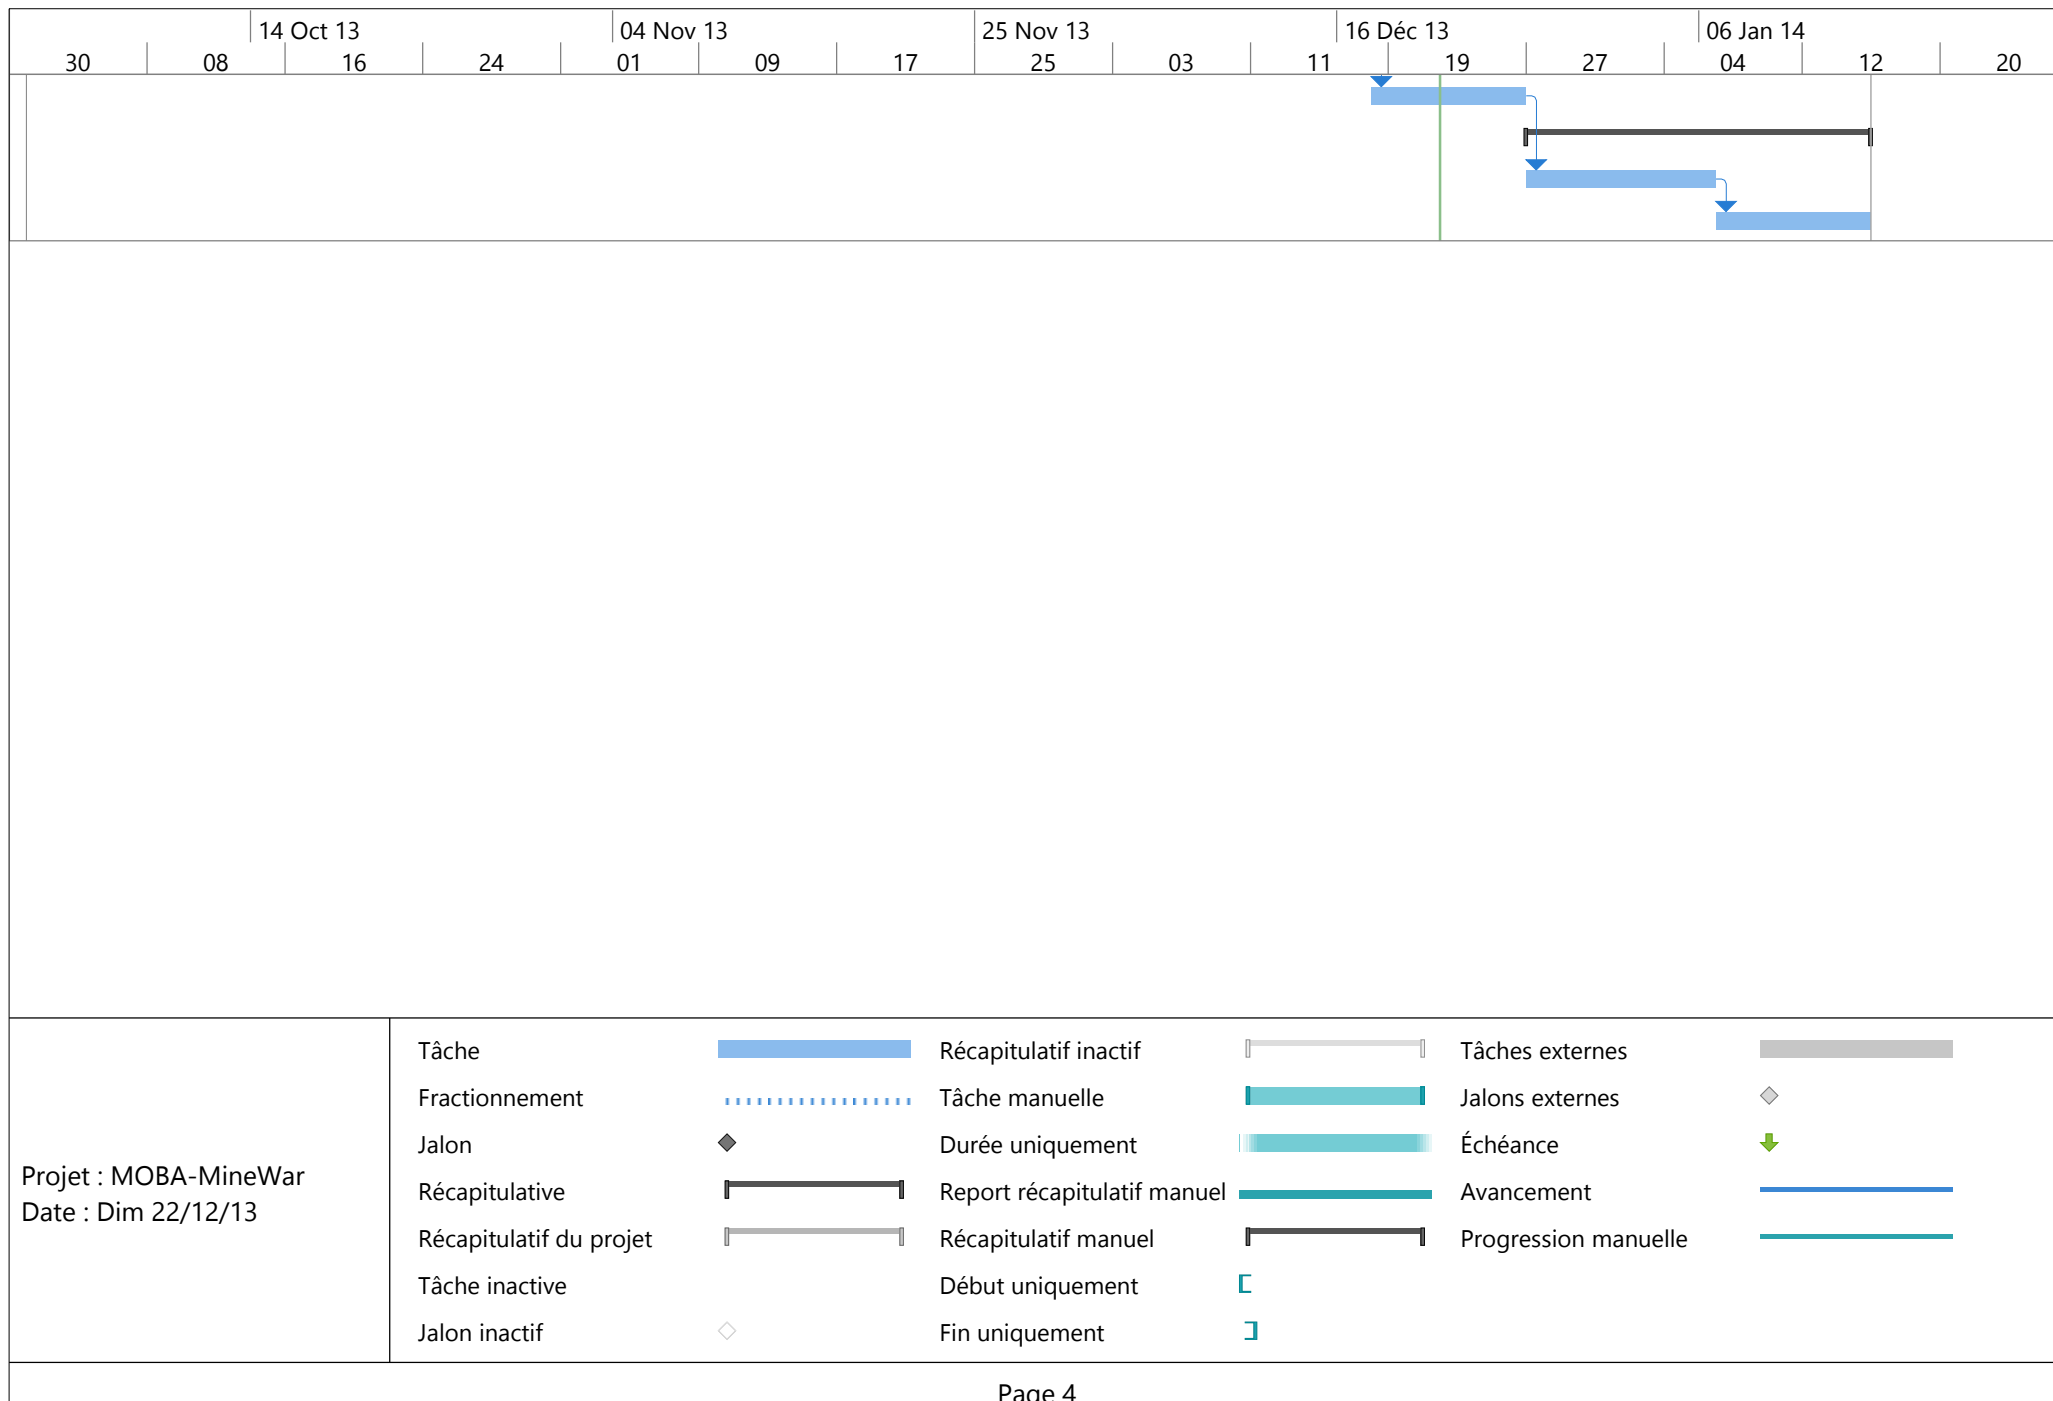 14 Oct 13 04 Nov 13 25 Nov 13 16 Déc 13 06 Jan 14
30 08 16 24 01 09 17 25 03 11 19 27 04 12 20
Tâche Récapitulatif inactif Tâches externes
Fractionnement Tâche manuelle Jalons externes
Jalon Durée uniquement Échéance
Récapitulative Report récapitulatif manuel Avancement
Récapitulatif du projet Récapitulatif manuel Progression manuelle
Tâche inactive Début uniquement
Jalon inactif Fin uniquement
Projet : MOBA-MineWar
Date : Dim 22/12/13
Page 4